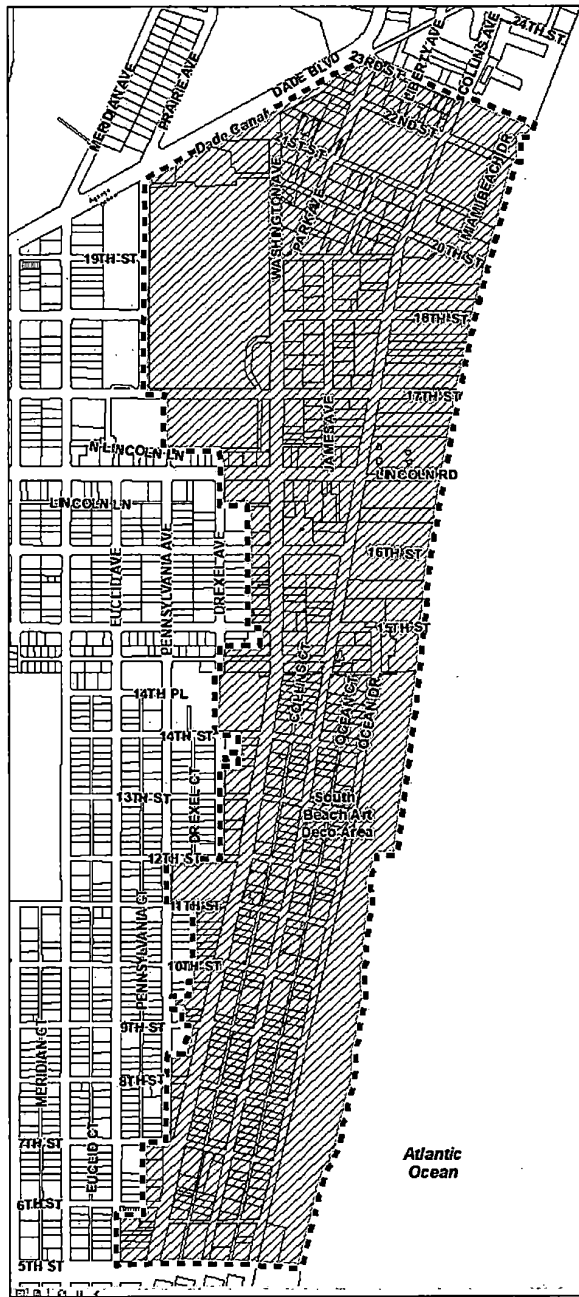 24TH ST
COLLINS AVE
LIBERTY AVE
23RD ST
DADE BLVD
PRAIRIE AVE
MERIDIAN AVE
Dade Canal
22ND ST
21ST ST
MIAMI BEACH DR
WASHINGTON AVE
PARK AVE
20TH ST
19TH ST
18TH ST
17TH ST
JAMES AVE
N LINCOLN LN
LINCOLN RD
LINCOLN LN
DREXEL AVE
PENNSYLVANIA AVE
EUCLID AVE
16TH ST
15TH ST
COLLINS CT
OCEAN CT
OCEAN DR
14TH PL
14TH ST
DREXEL CT
13TH ST
South
Beach Art
Deco Area
12TH ST
11TH ST
PENNSYLVANIA CT
10TH ST
9TH ST
MERIDIAN CT
8TH ST
7TH ST
EUCLID CT
Atlantic
Ocean
6TH ST
5TH ST